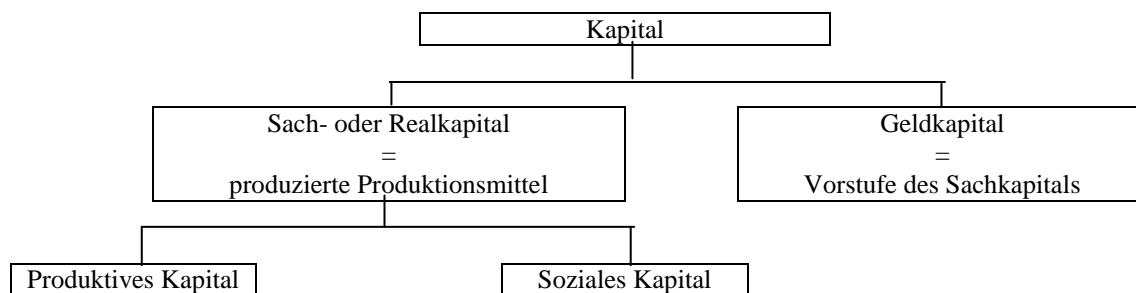 Kapital
Sach- oder Realkapital
=
produzierte Produktionsmittel
Geldkapital
=
Vorstufe des Sachkapitals
Produktives Kapital
Soziales Kapital